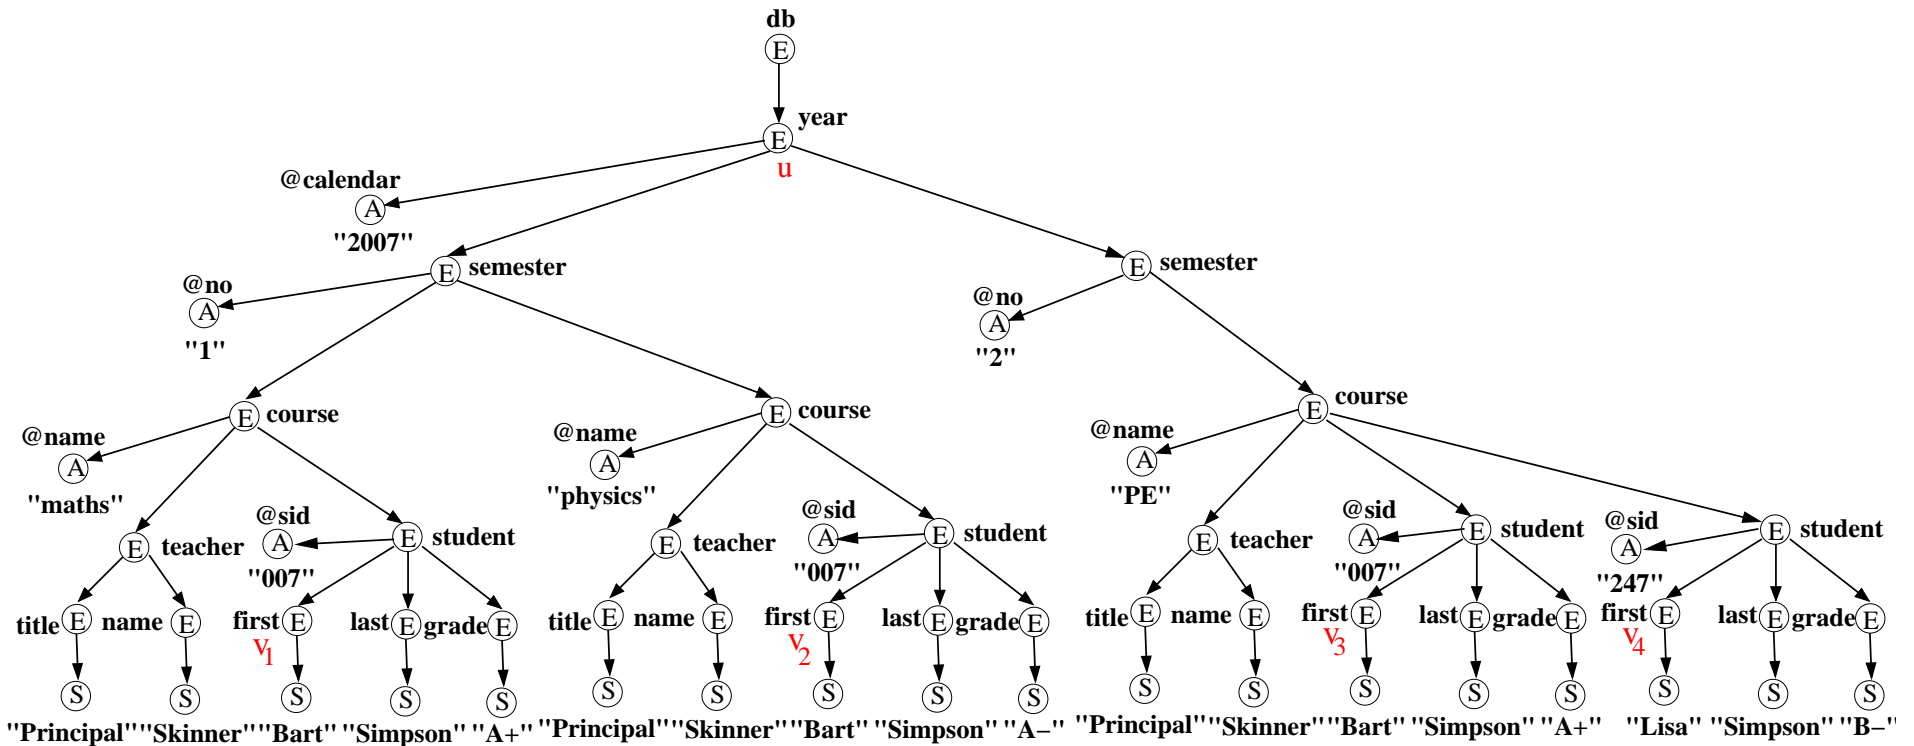 db
E
year
E
u
@calendar
A
"2007"
E semester
E semester
@no
A
"1"
@no
A
"2"
E course
E course
E course
@name
A
"maths"
@name
A
"physics"
@name
A
"PE"
E teacher
@sid
A
"007"
E student
E teacher
@sid
A
"007"
E student
E teacher
@sid
A
"007"
E student
@sid
A
"247"
E student
title E name E first E last E grade E
title E name E first E last E grade E
title E name E first E last E grade E
first E last E grade E
v1 v2 v3 v4
S S S S S S S S S S S S S S S S S S
"Principal" "Skinner" "Bart" "Simpson" "A+" "Principal" "Skinner" "Bart" "Simpson" "A−" "Principal" "Skinner" "Bart" "Simpson" "A+" "Lisa" "Simpson" "B−"